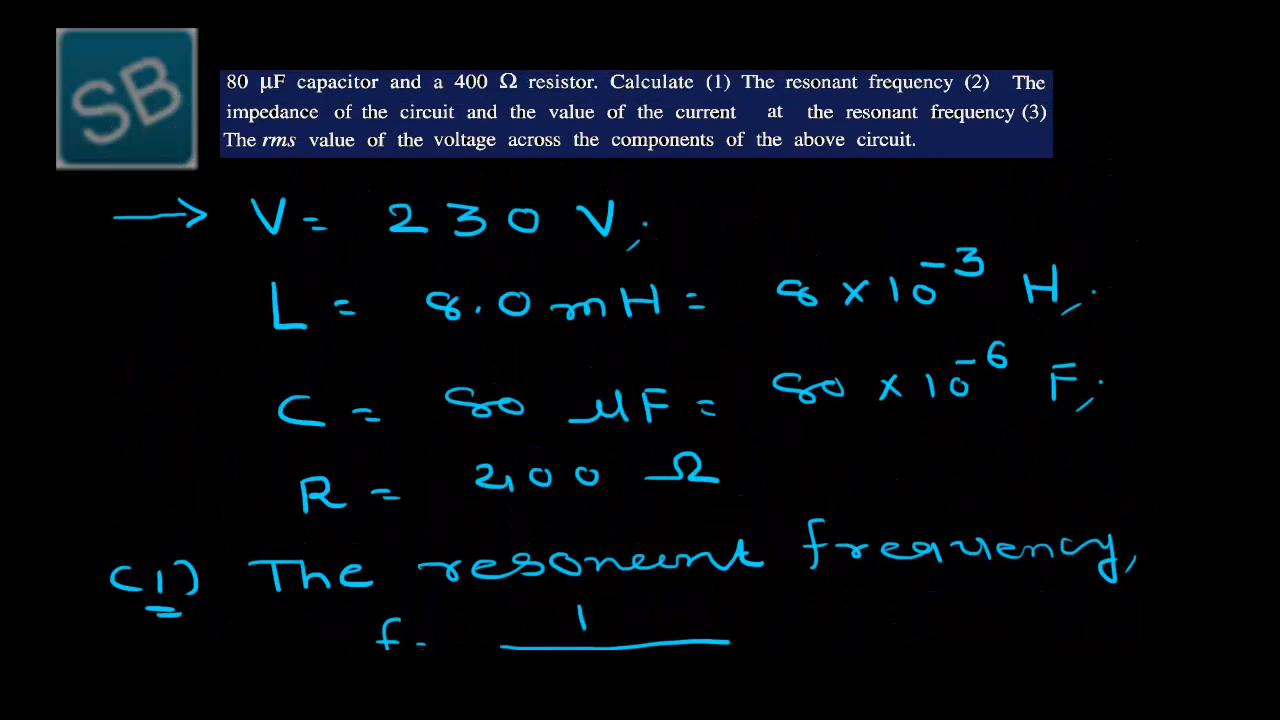 SB
80 μF capacitor and a 400 Ω resistor. Calculate (1) The resonant frequency (2) The
impedance of the circuit and the value of the current at the resonant frequency (3)
The rms value of the voltage across the components of the above circuit.
→ V = 230 V;
L = 8.0 mH = 8 × 10⁻³ H;
C = 80 μF = 80 × 10⁻⁶ F;
R = 400 Ω
(1) The resonant frequency,
f = 1